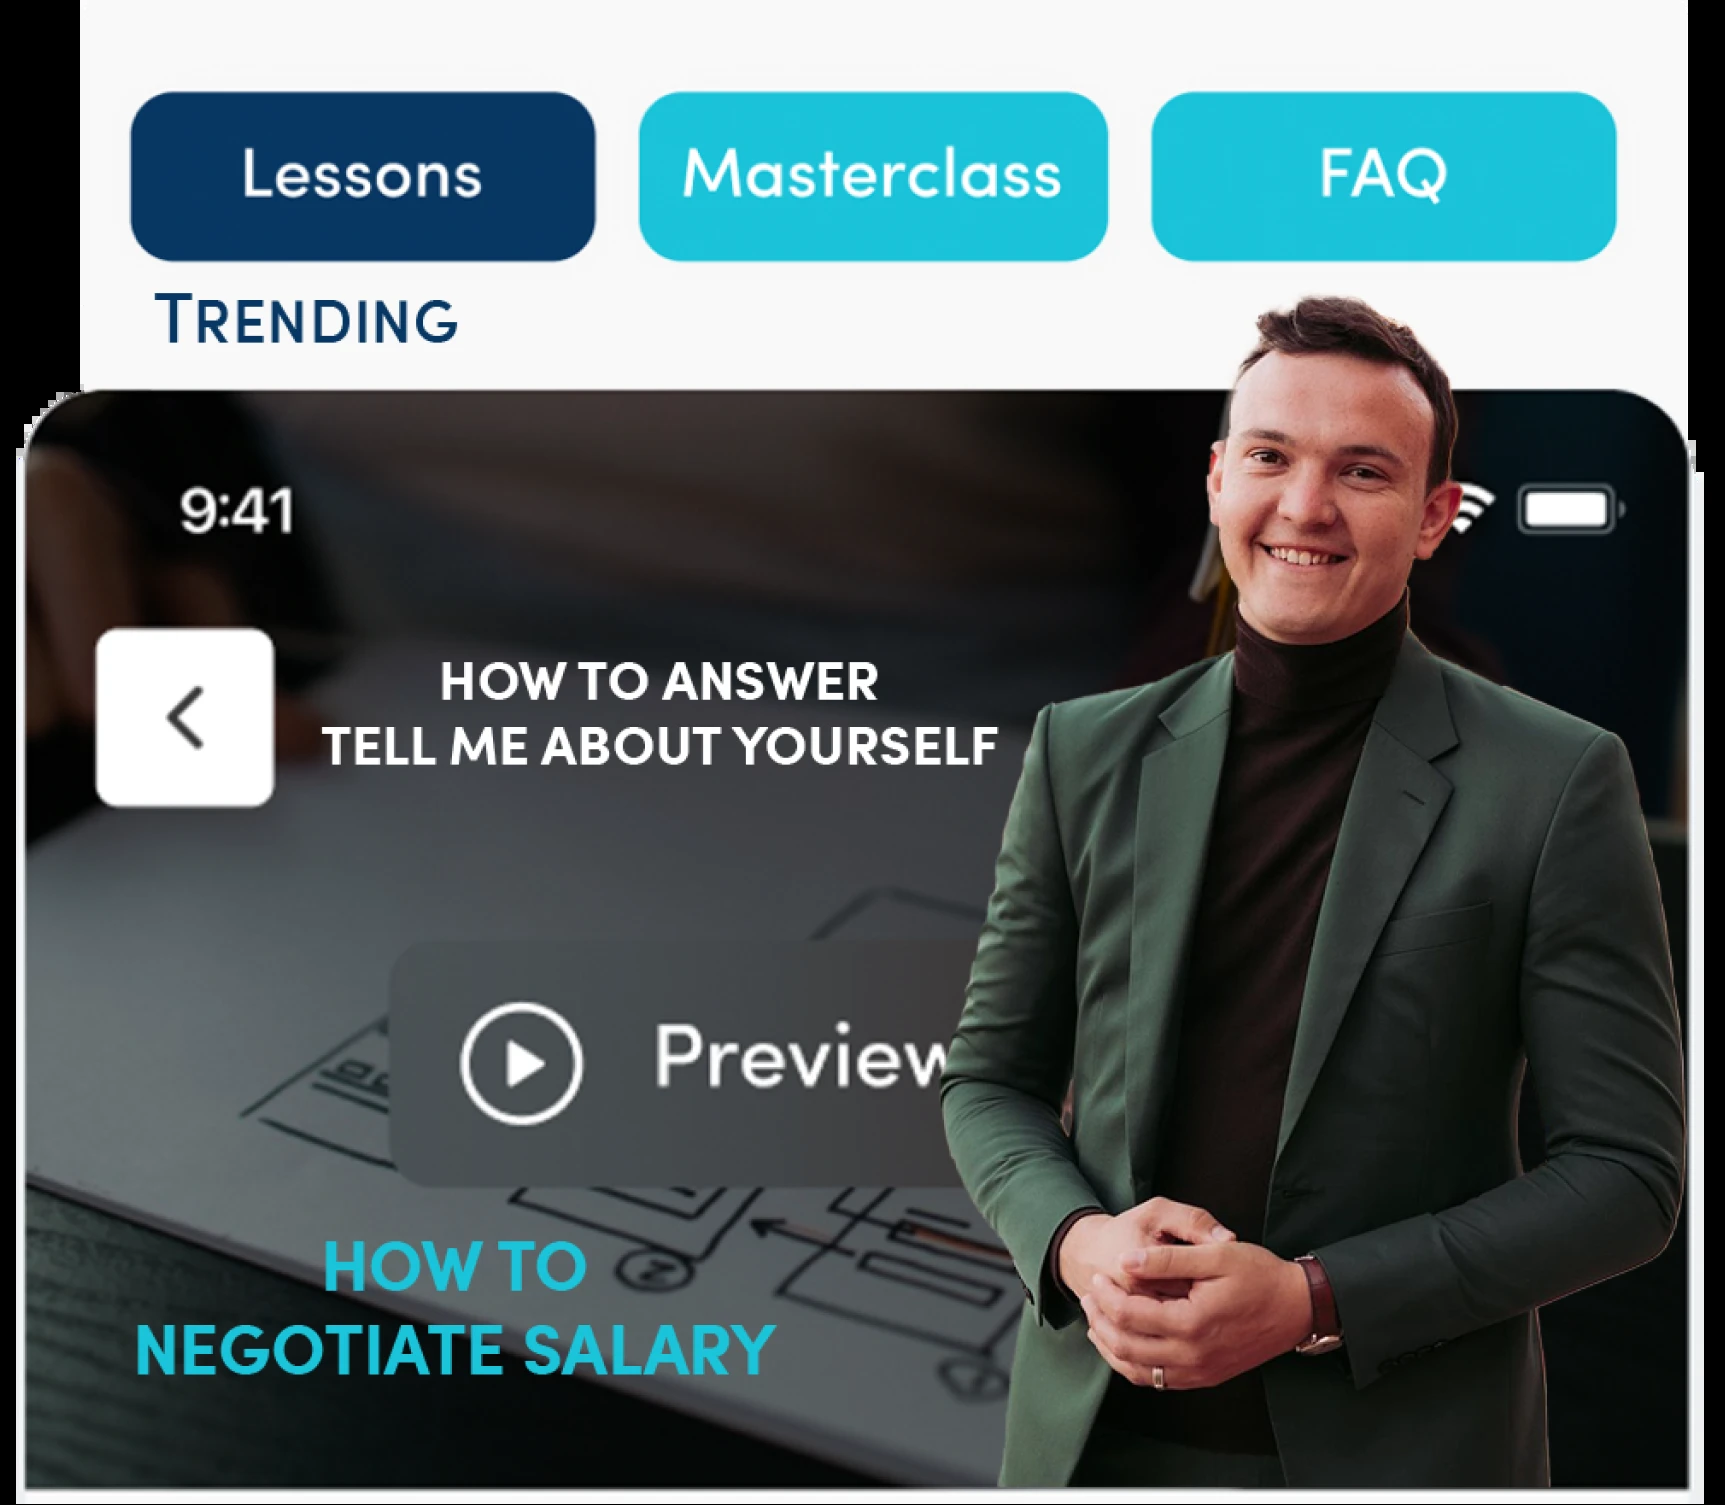 Lessons
Masterclass
FAQ
TRENDING
9:41
HOW TO ANSWER
TELL ME ABOUT YOURSELF
Preview
HOW TO
NEGOTIATE SALARY